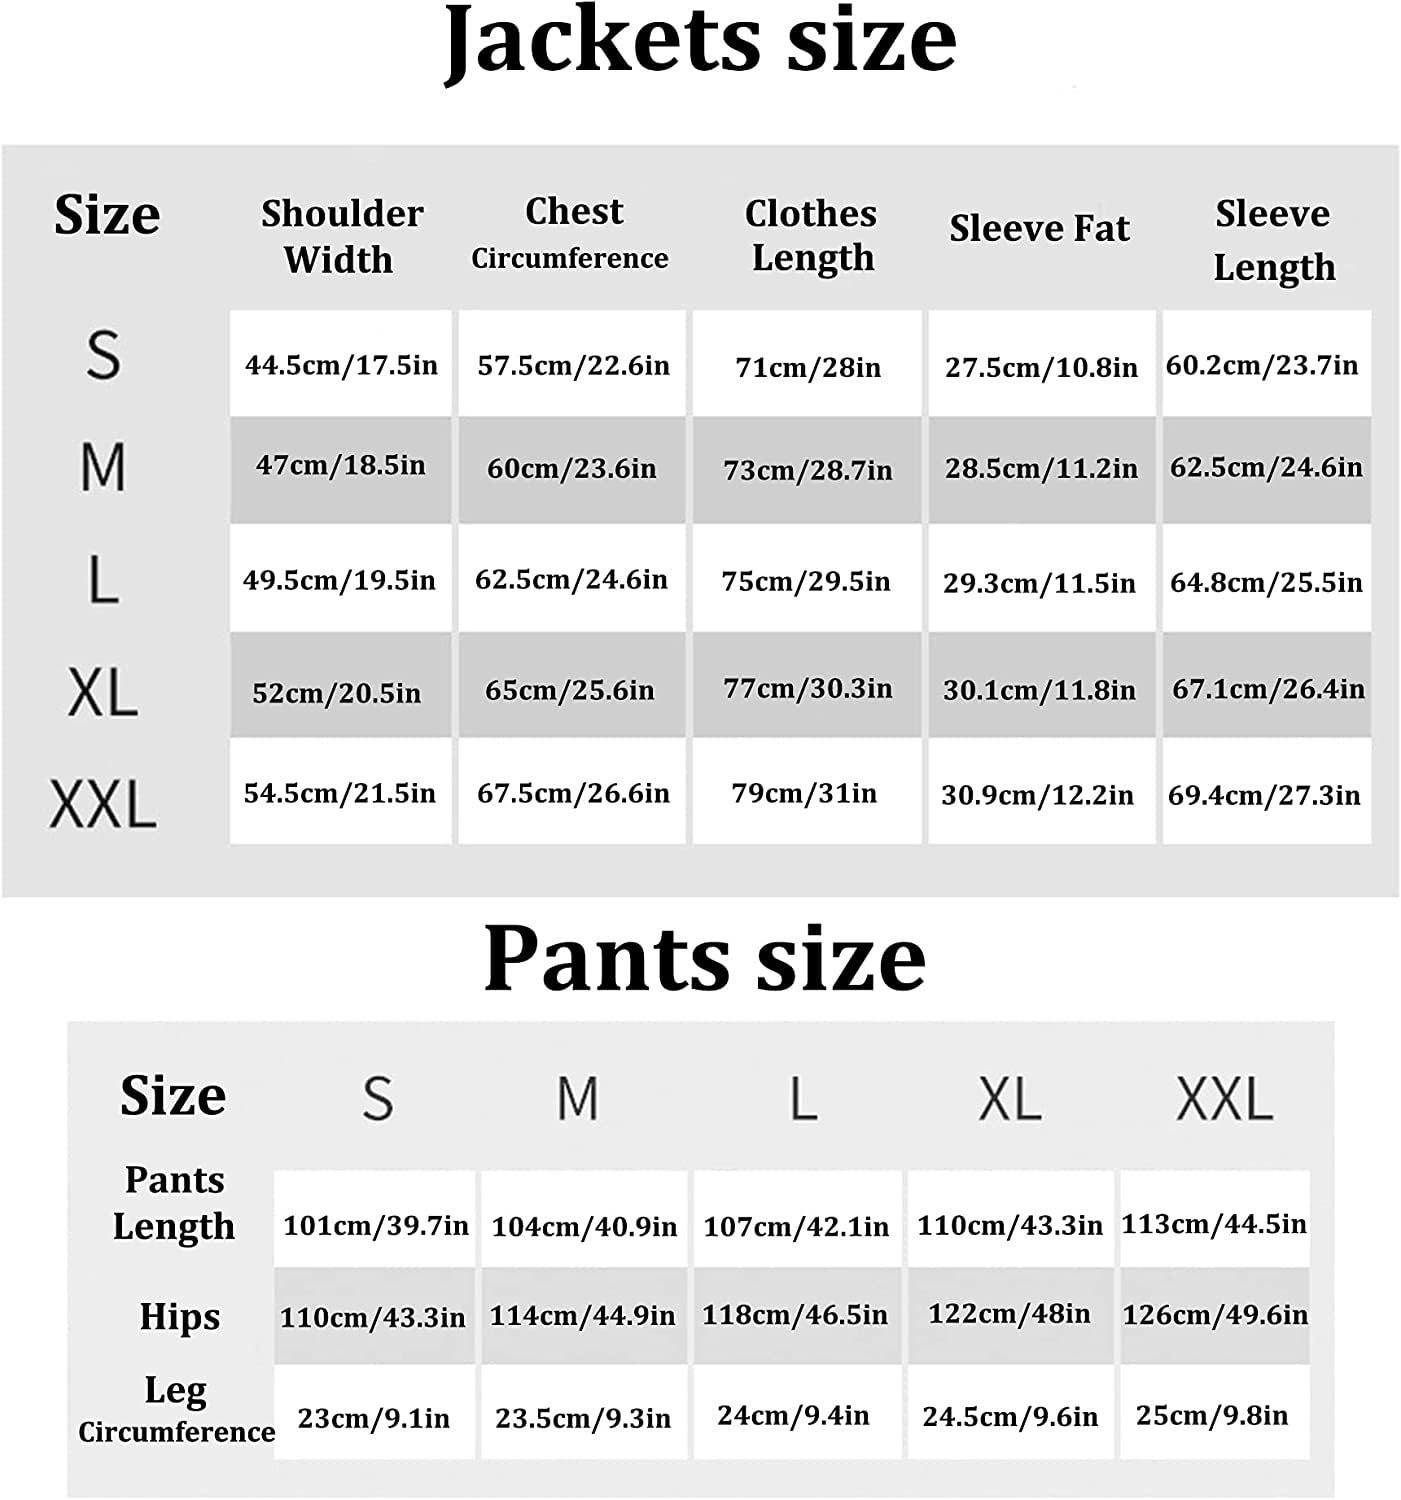 Jackets size
Size Shoulder Width Chest Circumference Clothes Length Sleeve Fat Sleeve Length
S 44.5cm/17.5in 57.5cm/22.6in 71cm/28in 27.5cm/10.8in 60.2cm/23.7in
M 47cm/18.5in 60cm/23.6in 73cm/28.7in 28.5cm/11.2in 62.5cm/24.6in
L 49.5cm/19.5in 62.5cm/24.6in 75cm/29.5in 29.3cm/11.5in 64.8cm/25.5in
XL 52cm/20.5in 65cm/25.6in 77cm/30.3in 30.1cm/11.8in 67.1cm/26.4in
XXL 54.5cm/21.5in 67.5cm/26.6in 79cm/31in 30.9cm/12.2in 69.4cm/27.3in
Pants size
Size S M L XL XXL
Pants Length 101cm/39.7in 104cm/40.9in 107cm/42.1in 110cm/43.3in 113cm/44.5in
Hips 110cm/43.3in 114cm/44.9in 118cm/46.5in 122cm/48in 126cm/49.6in
Leg Circumference 23cm/9.1in 23.5cm/9.3in 24cm/9.4in 24.5cm/9.6in 25cm/9.8in